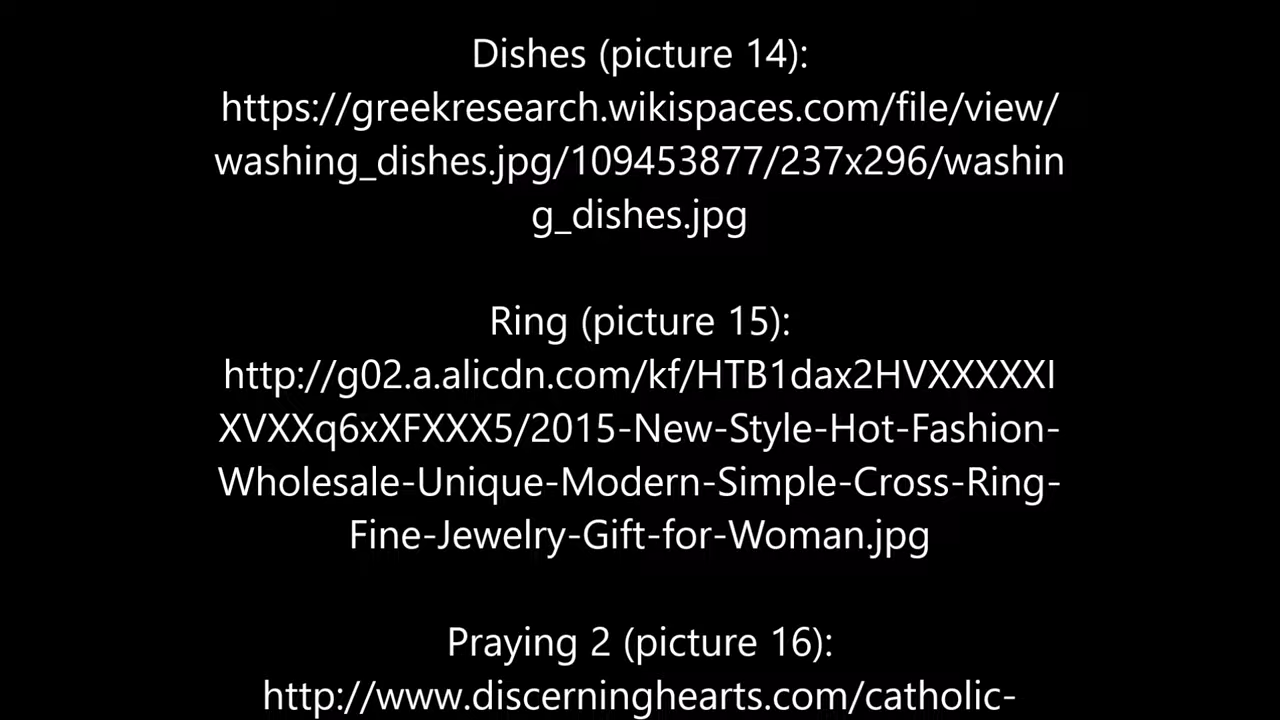 Dishes (picture 14):
https://greekresearch.wikispaces.com/file/view/
washing_dishes.jpg/109453877/237x296/washin
g_dishes.jpg
Ring (picture 15):
http://g02.a.alicdn.com/kf/HTB1dax2HVXXXXXI
XVXXq6xXFXXX5/2015-New-Style-Hot-Fashion-
Wholesale-Unique-Modern-Simple-Cross-Ring-
Fine-Jewelry-Gift-for-Woman.jpg
Praying 2 (picture 16):
http://www.discerninghearts.com/catholic-